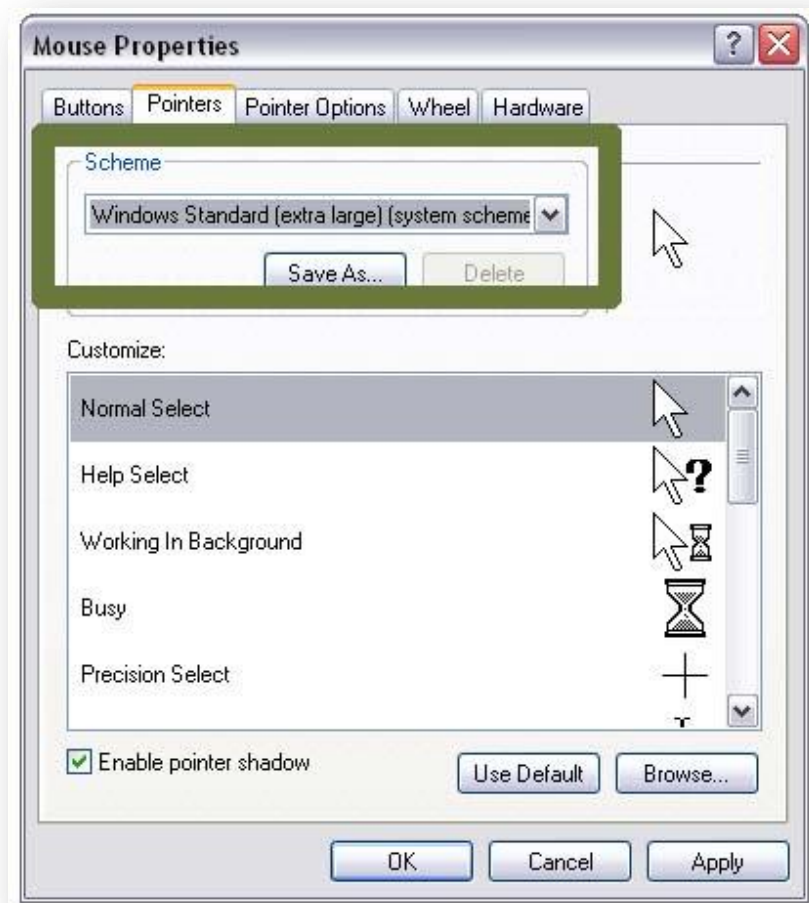 Mouse Properties
Buttons Pointers Pointer Options Wheel Hardware
Scheme
Windows Standard (extra large) (system scheme
Save As... Delete
Customize:
Normal Select
Help Select
Working In Background
Busy
Precision Select
Enable pointer shadow
Use Default Browse...
OK Cancel Apply